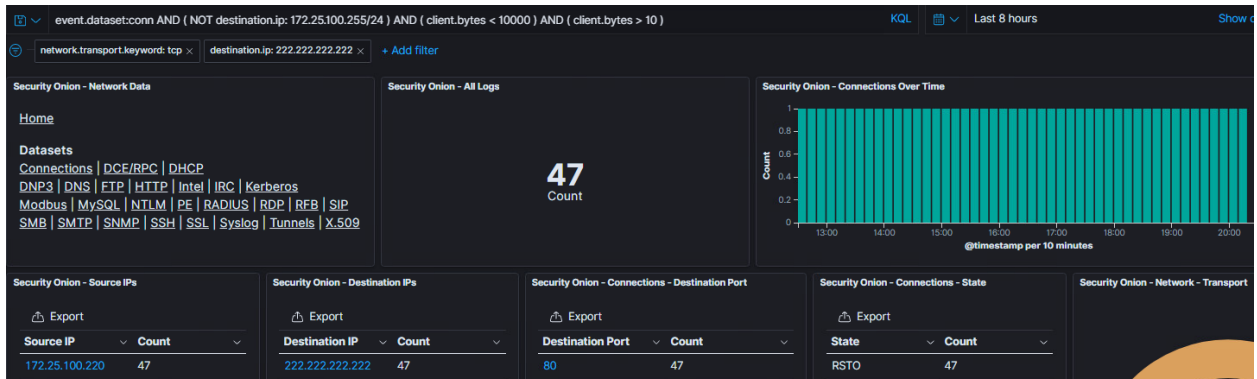 event.dataset:conn AND ( NOT destination.ip: 172.25.100.255/24 ) AND ( client.bytes < 10000 ) AND ( client.bytes > 10 )
KQL
Last 8 hours
Show
network.transport.keyword: tcp ×
destination.ip: 222.222.222.222 ×
+ Add filter
Security Onion - Network Data
Home
Datasets
Connections | DCE/RPC | DHCP
DNP3 | DNS | FTP | HTTP | Intel | IRC | Kerberos
Modbus | MySQL | NTLM | PE | RADIUS | RDP | RFB | SIP
SMB | SMTP | SNMP | SSH | SSL | Syslog | Tunnels | X.509
Security Onion - All Logs
47
Count
Security Onion - Connections Over Time
Count
1
0.8
0.6
0.4
0.2
0
13:00 14:00 15:00 16:00 17:00 18:00 19:00 20:00
@timestamp per 10 minutes
Security Onion - Source IPs
Export
Source IP Count
172.25.100.220 47
Security Onion - Destination IPs
Export
Destination IP Count
222.222.222.222 47
Security Onion - Connections - Destination Port
Export
Destination Port Count
80 47
Security Onion - Connections - State
Export
State Count
RSTO 47
Security Onion - Network - Transport